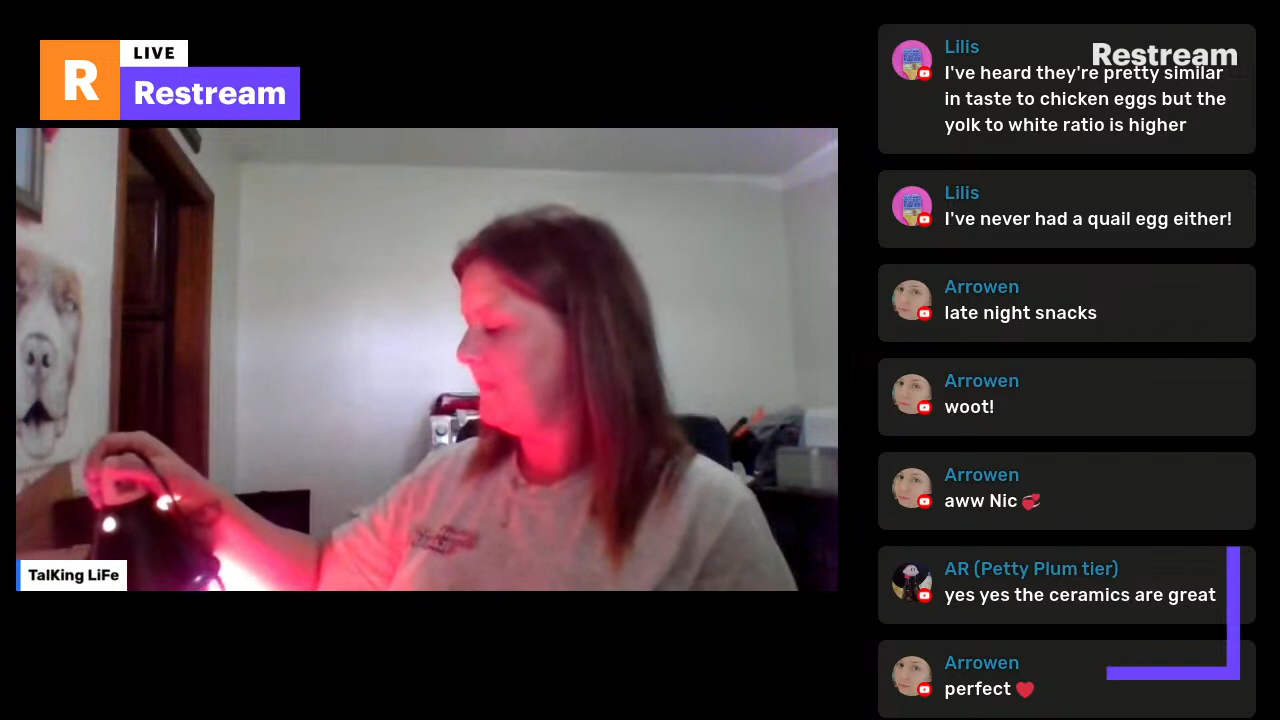 R
LIVE
Restream
TalKing LiFe
Restream
Lilis
I've heard they're pretty similar
in taste to chicken eggs but the
yolk to white ratio is higher
Lilis
I've never had a quail egg either!
Arrowen
late night snacks
Arrowen
woot!
Arrowen
aww Nic 💞
AR (Petty Plum tier)
yes yes the ceramics are great
Arrowen
perfect ❤️